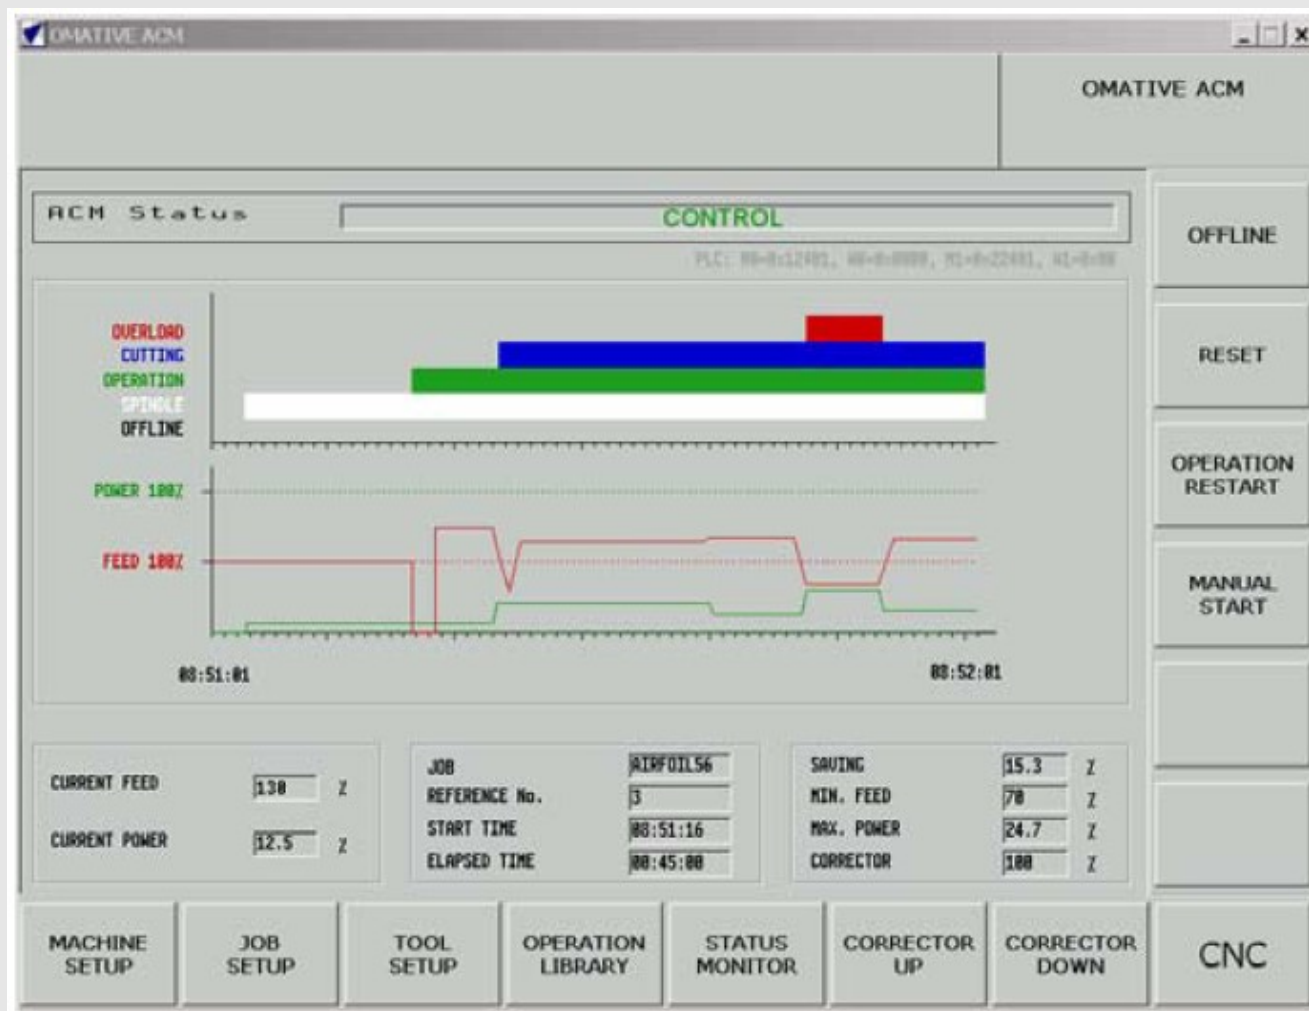 OMATIVE ACM
OMATIVE ACM
ACM Status
CONTROL
OVERLOAD
CUTTING
OPERATION
SPINDLE
OFFLINE
POWER 100%
FEED 100%
08:51:01
08:52:01
CURRENT FEED 130 %
CURRENT POWER 12.5 %
JOB AIRFOIL56
REFERENCE No. 3
START TIME 08:51:16
ELAPSED TIME 00:45:00
SAVING 15.3 %
MIN. FEED 70 %
MAX. POWER 24.7 %
CORRECTOR 100 %
OFFLINE
RESET
OPERATION
RESTART
MANUAL
START
MACHINE
SETUP
JOB
SETUP
TOOL
SETUP
OPERATION
LIBRARY
STATUS
MONITOR
CORRECTOR
UP
CORRECTOR
DOWN
CNC